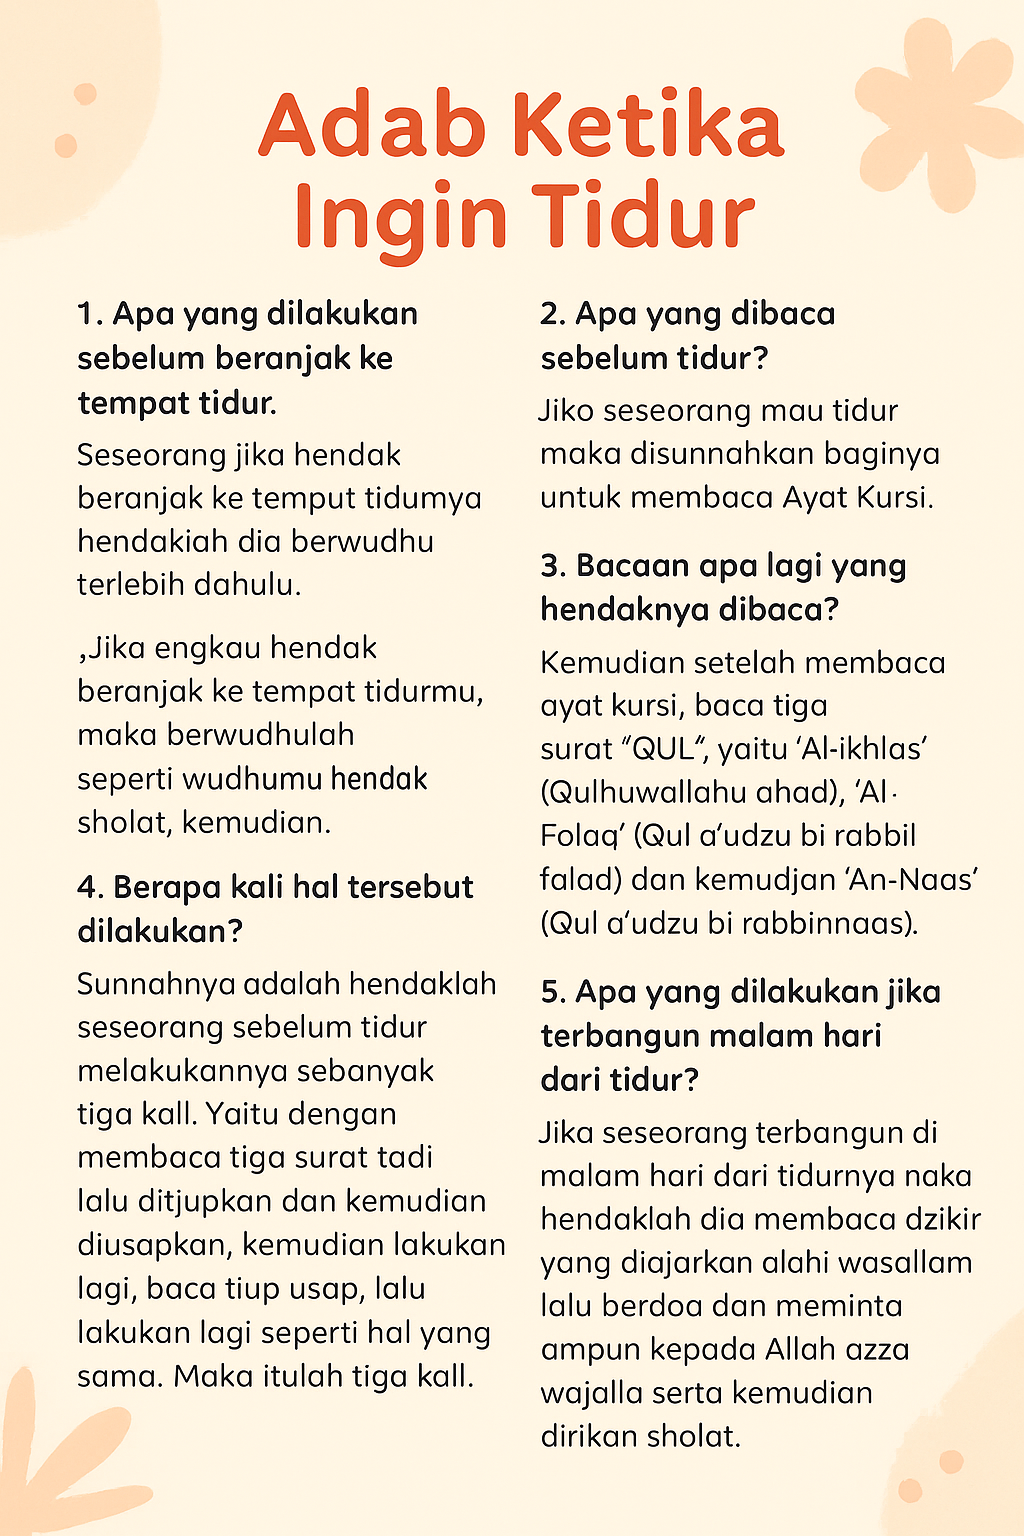 Adab Ketika
Ingin Tidur
1. Apa yang dilakukan
sebelum beranjak ke
tempat tidur.
Seseorang jika hendak
beranjak ke temput tidumya
hendakiah dia berwudhu
terlebih dahulu.
‚Jika engkau hendak
beranjak ke tempat tidurmu,
maka berwudhulah
seperti wudhumu hendak
sholat, kemudian.
2. Apa yang dibaca
sebelum tidur?
Jiko seseorang mau tidur
maka disunnahkan baginya
untuk membaca Ayat Kursi.
3. Bacaan apa lagi yang
hendaknya dibaca?
Kemudian setelah membaca
ayat kursi, baca tiga
surat “QUL“, yaitu ‘Al-ikhlas’
(Qulhuwallahu ahad), ‘Al·
Folaq’ (Qul a‘udzu bi rabbil
falad) dan kemudjan ‘An-Naas’
(Qul a‘udzu bi rabbinnaas).
4. Berapa kali hal tersebut
dilakukan?
Sunnahnya adalah hendaklah
seseorang sebelum tidur
melakukannya sebanyak
tiga kall. Yaitu dengan
membaca tiga surat tadi
lalu ditjupkan dan kemudian
diusapkan, kemudian lakukan
lagi, baca tiup usap, lalu
lakukan lagi seperti hal yang
sama. Maka itulah tiga kall.
5. Apa yang dilakukan jika
terbangun malam hari
dari tidur?
Jika seseorang terbangun di
malam hari dari tidurnya naka
hendaklah dia membaca dzikir
yang diajarkan alahi wasallam
lalu berdoa dan meminta
ampun kepada Allah azza
wajalla serta kemudian
dirikan sholat.